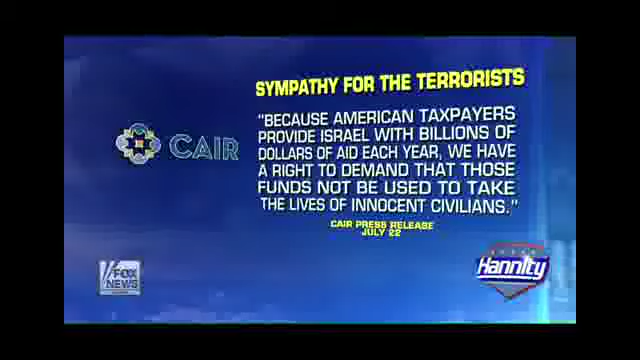 SYMPATHY FOR THE TERRORISTS
"BECAUSE AMERICAN TAXPAYERS
PROVIDE ISRAEL WITH BILLIONS OF
DOLLARS OF AID EACH YEAR, WE HAVE
A RIGHT TO DEMAND THAT THOSE
FUNDS NOT BE USED TO TAKE
THE LIVES OF INNOCENT CIVILIANS."
CAIR PRESS RELEASE
JULY 22
CAIR
FOX
NEWS
Hannity